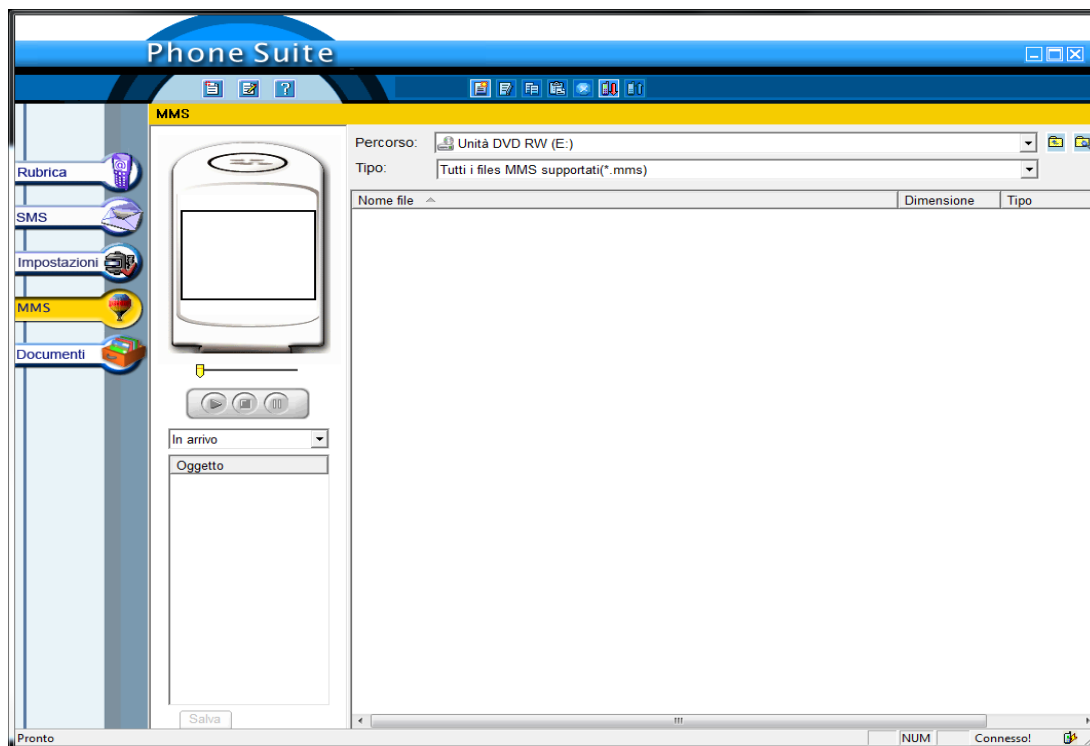 Phone Suite
MMS
Percorso: Unità DVD RW (E:)
Tipo: Tutti i files MMS supportati(*.mms)
Nome file Dimensione Tipo
Rubrica
SMS
Impostazioni
MMS
Documenti
In arrivo
Oggetto
Salva
Pronto NUM Connesso!